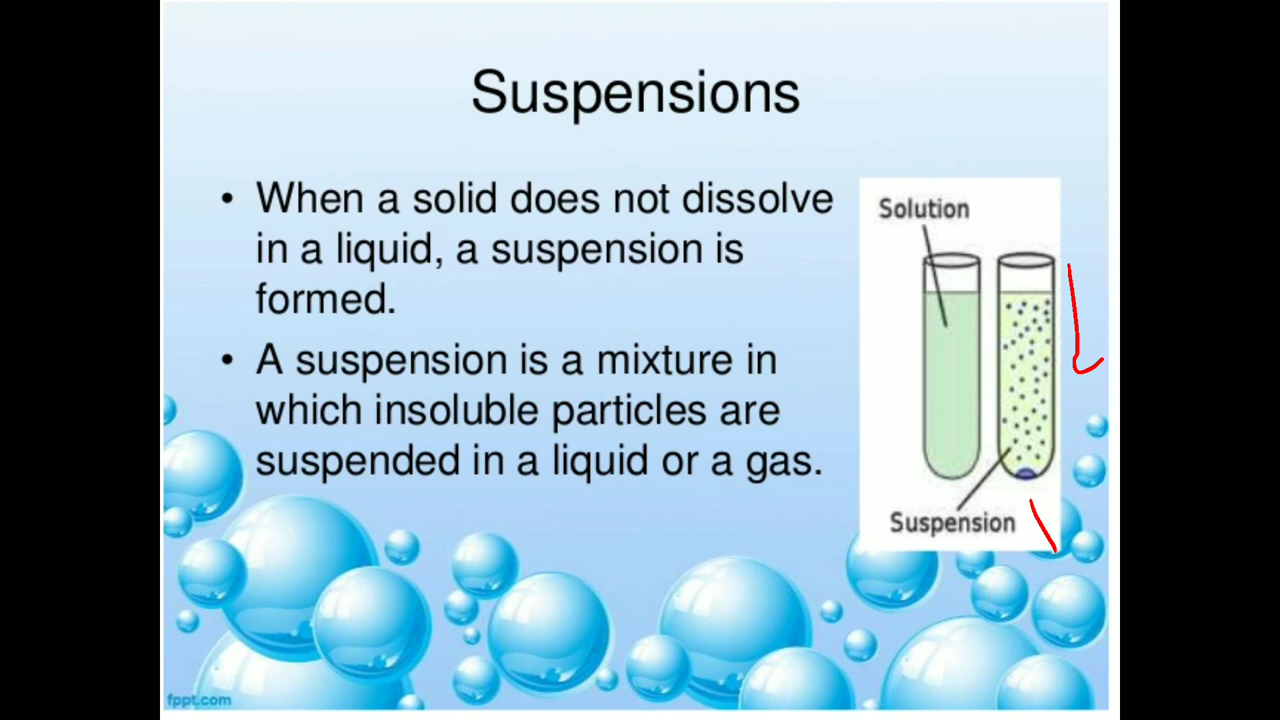 Suspensions
• When a solid does not dissolve
in a liquid, a suspension is
formed.
• A suspension is a mixture in
which insoluble particles are
suspended in a liquid or a gas.
Solution
Suspension
fppt.com